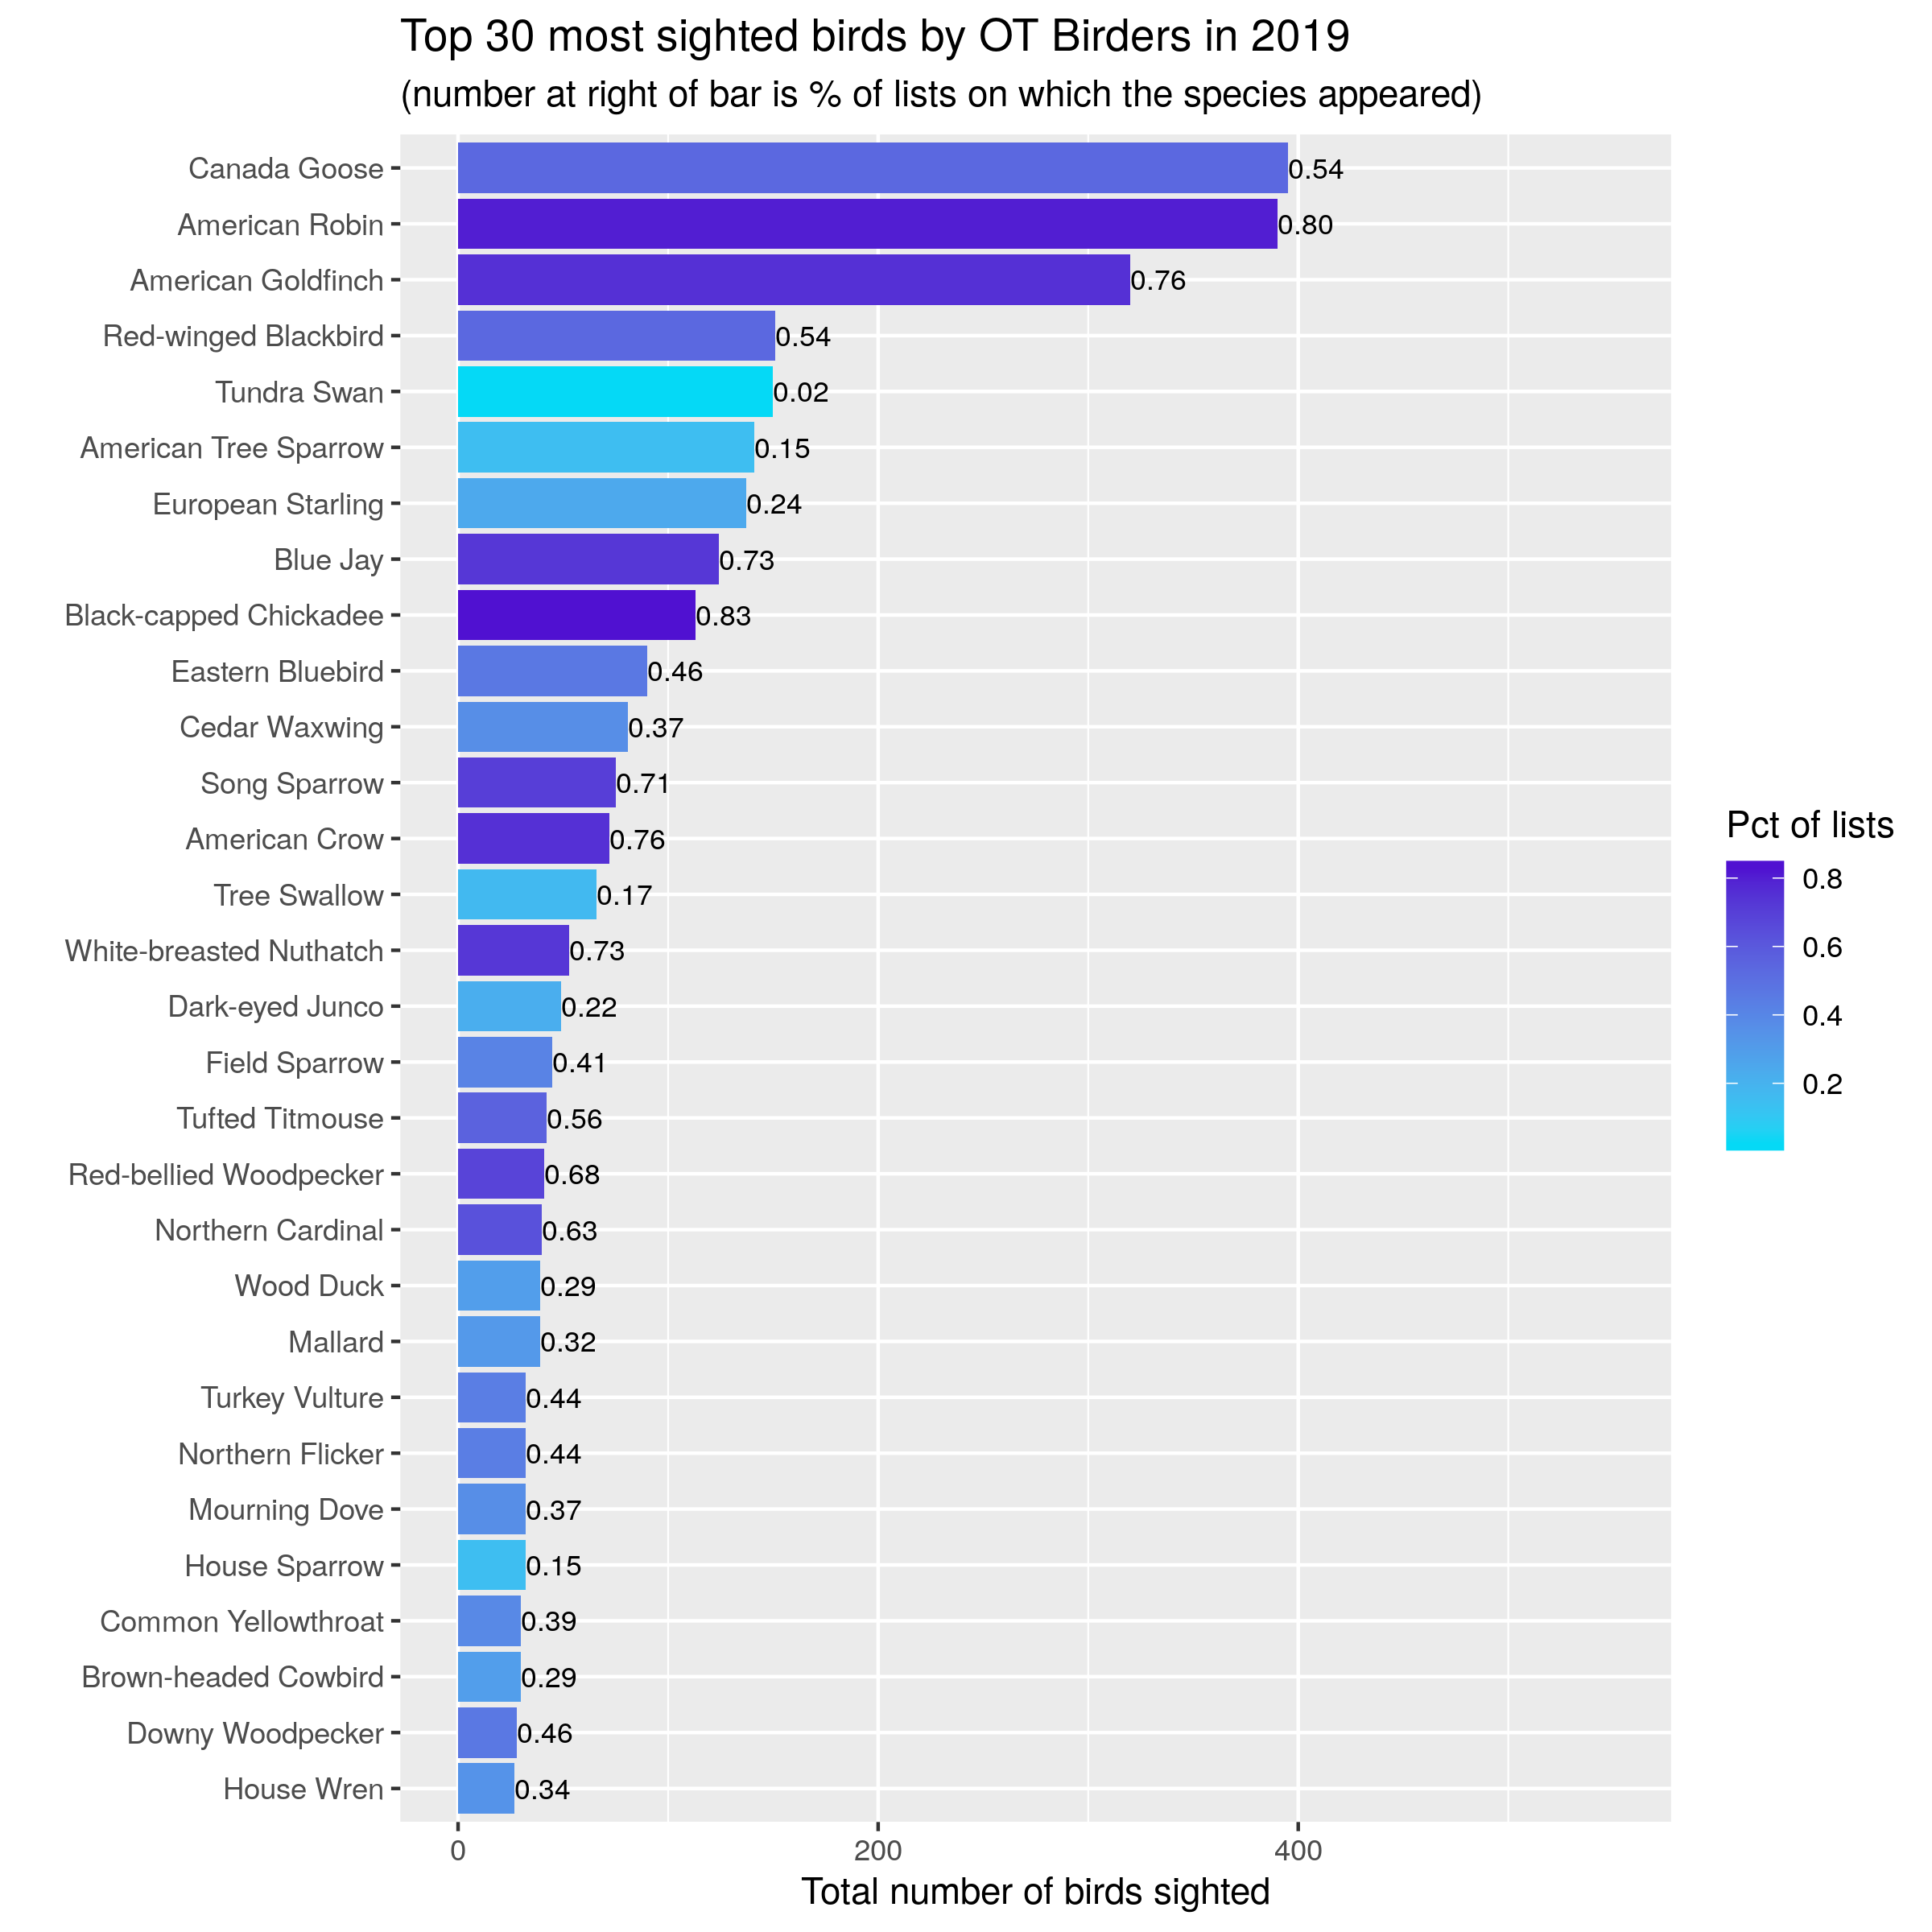 Top 30 most sighted birds by OT Birders in 2019
(number at right of bar is % of lists on which the species appeared)
Canada Goose 0.54
American Robin 0.80
American Goldfinch 0.76
Red-winged Blackbird 0.54
Tundra Swan 0.02
American Tree Sparrow 0.15
European Starling 0.24
Blue Jay 0.73
Black-capped Chickadee 0.83
Eastern Bluebird 0.46
Cedar Waxwing 0.37
Song Sparrow 0.71
American Crow 0.76
Tree Swallow 0.17
White-breasted Nuthatch 0.73
Dark-eyed Junco 0.22
Field Sparrow 0.41
Tufted Titmouse 0.56
Red-bellied Woodpecker 0.68
Northern Cardinal 0.63
Wood Duck 0.29
Mallard 0.32
Turkey Vulture 0.44
Northern Flicker 0.44
Mourning Dove 0.37
House Sparrow 0.15
Common Yellowthroat 0.39
Brown-headed Cowbird 0.29
Downy Woodpecker 0.46
House Wren 0.34
0 200 400
Total number of birds sighted
Pct of lists
0.8
0.6
0.4
0.2